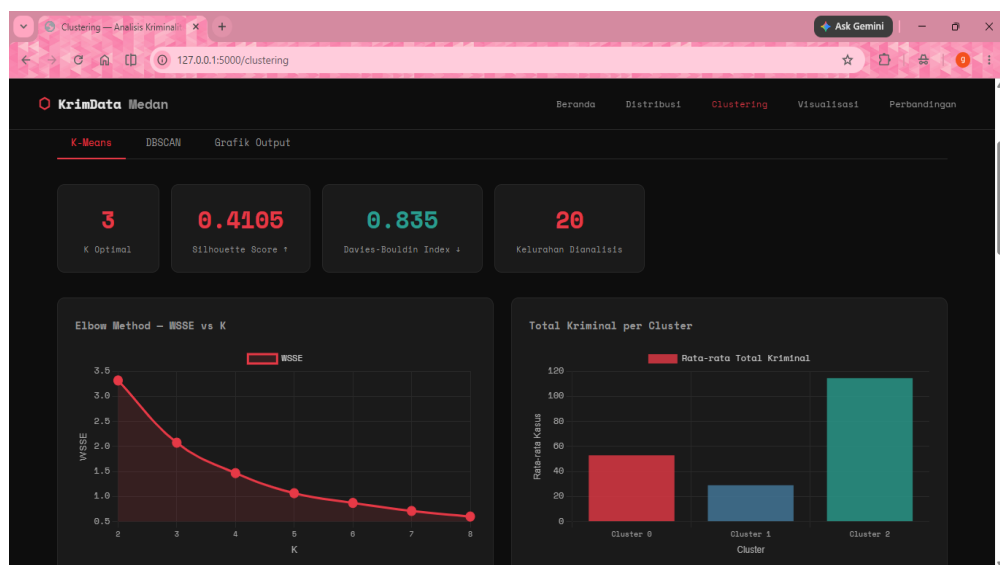 Clustering — Analisis Kriminali
Ask Gemini
127.0.0.1:5000/clustering
g
KrimData Medan
Beranda Distribusi Clustering Visualisasi Perbandingan
K-Means DBSCAN Grafik Output
3
K Optimal
0.4105
Silhouette Score ↑
0.835
Davies-Bouldin Index ↓
20
Kelurahan Dianalisis
Elbow Method — WSSE vs K
WSSE
3.5
3.0
2.5
2.0
1.5
1.0
0.5
WSSE
2 3 4 5 6 7 8
K
Total Kriminal per Cluster
Rata-rata Total Kriminal
120
100
80
60
40
20
0
Rata-rata Kasus
Cluster 0 Cluster 1 Cluster 2
Cluster